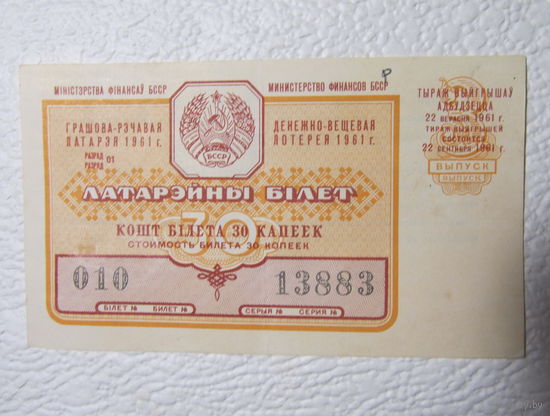 МІНІСТЭРСТВА ФІНАНСАЎ БССР
МИНИСТЕРСТВО ФИНАНСОВ БССР
ГРАШОВА-РЭЧАВАЯ
ЛАТАРЭЯ 1961 г.
РАЗРАД 01
РАЗРЯД
БССР
ДЕНЕЖНО-ВЕЩЕВАЯ
ЛОТЕРЕЯ 1961 г.
ЛАТАРЭЙНЫ БІЛЕТ
30
КОШТ БІЛЕТА 30 КАПЕЕК
СТОИМОСТЬ БИЛЕТА 30 КОПЕЕК
010
13883
БІЛЕТ № БИЛЕТ №
СЕРЫЯ № СЕРИЯ №
ТЫРАЖ ВЫЙГРЫШАЎ
АДБУДЗЕЦЦА
22 ВЕРАСНЯ 1961 г.
ТИРАЖ ВЫИГРЫШЕЙ
СОСТОИТСЯ
22 СЕНТЯБРЯ 1961 г.
ВЫПУСК
ВЫПУСК